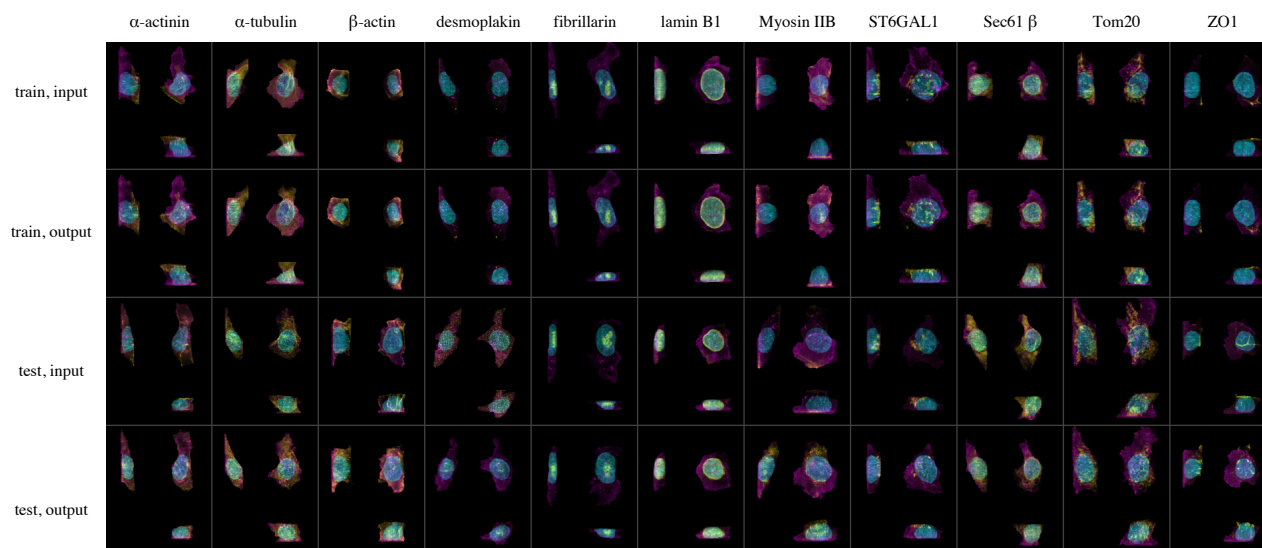 α-actinin α-tubulin β-actin desmoplakin fibrillarin lamin B1 Myosin IIB ST6GAL1 Sec61 β Tom20 ZO1
train, input
train, output
test, input
test, output